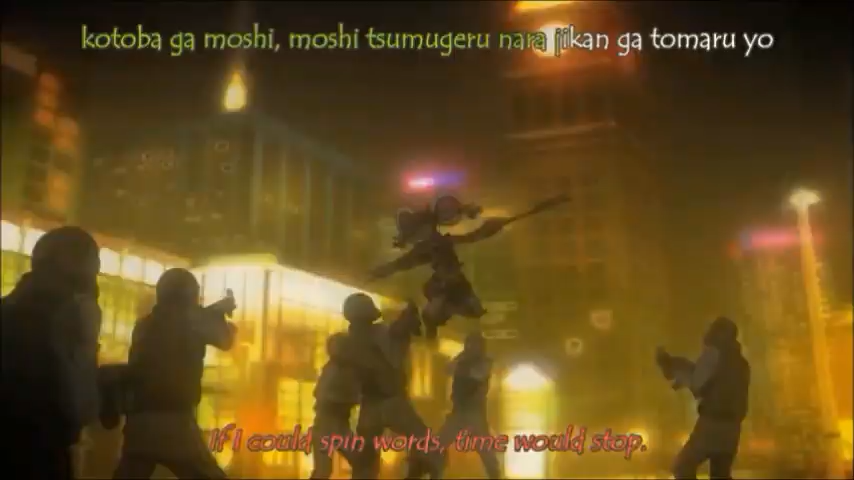 kotoba ga moshi, moshi tsumugeru nara jikan ga tomaru yo
If I could spin words, time would stop.